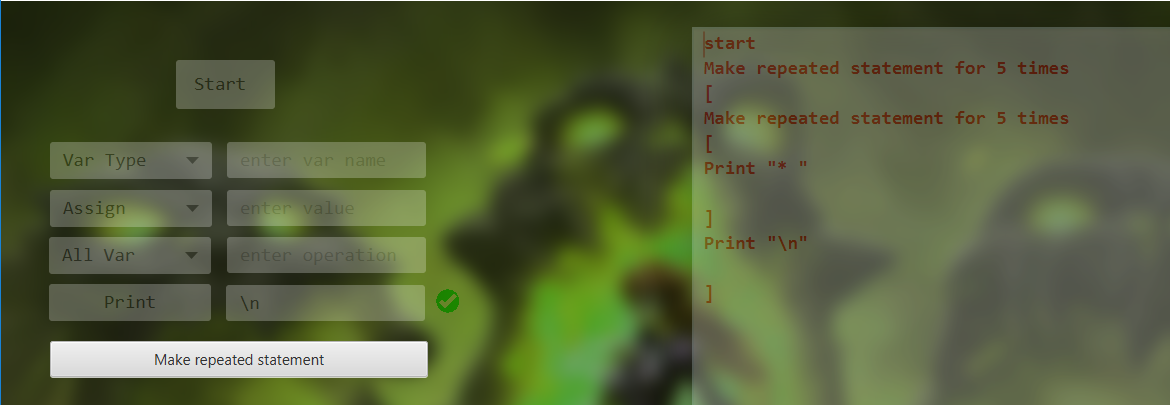 Start
Var Type
enter var name
Assign
enter value
All Var
enter operation
Print
\n
Make repeated statement
start
Make repeated statement for 5 times
[
Make repeated statement for 5 times
[
Print "* "
]
Print "\n"
]